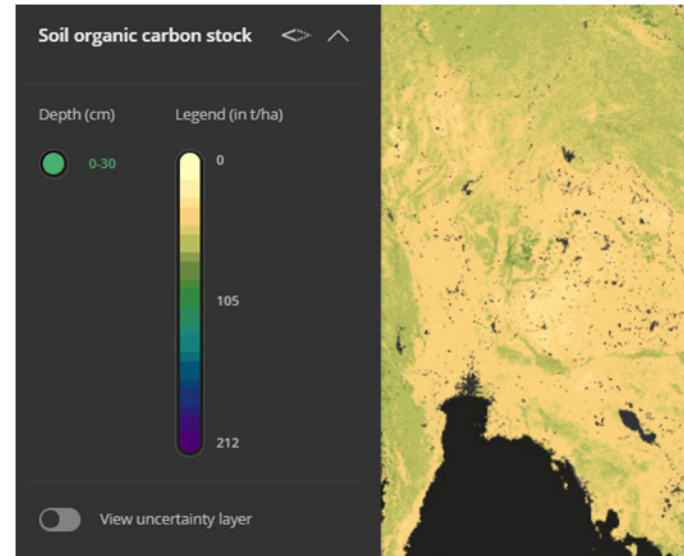 Soil organic carbon stock
Depth (cm) Legend (in t/ha)
0-30
0
105
212
View uncertainty layer